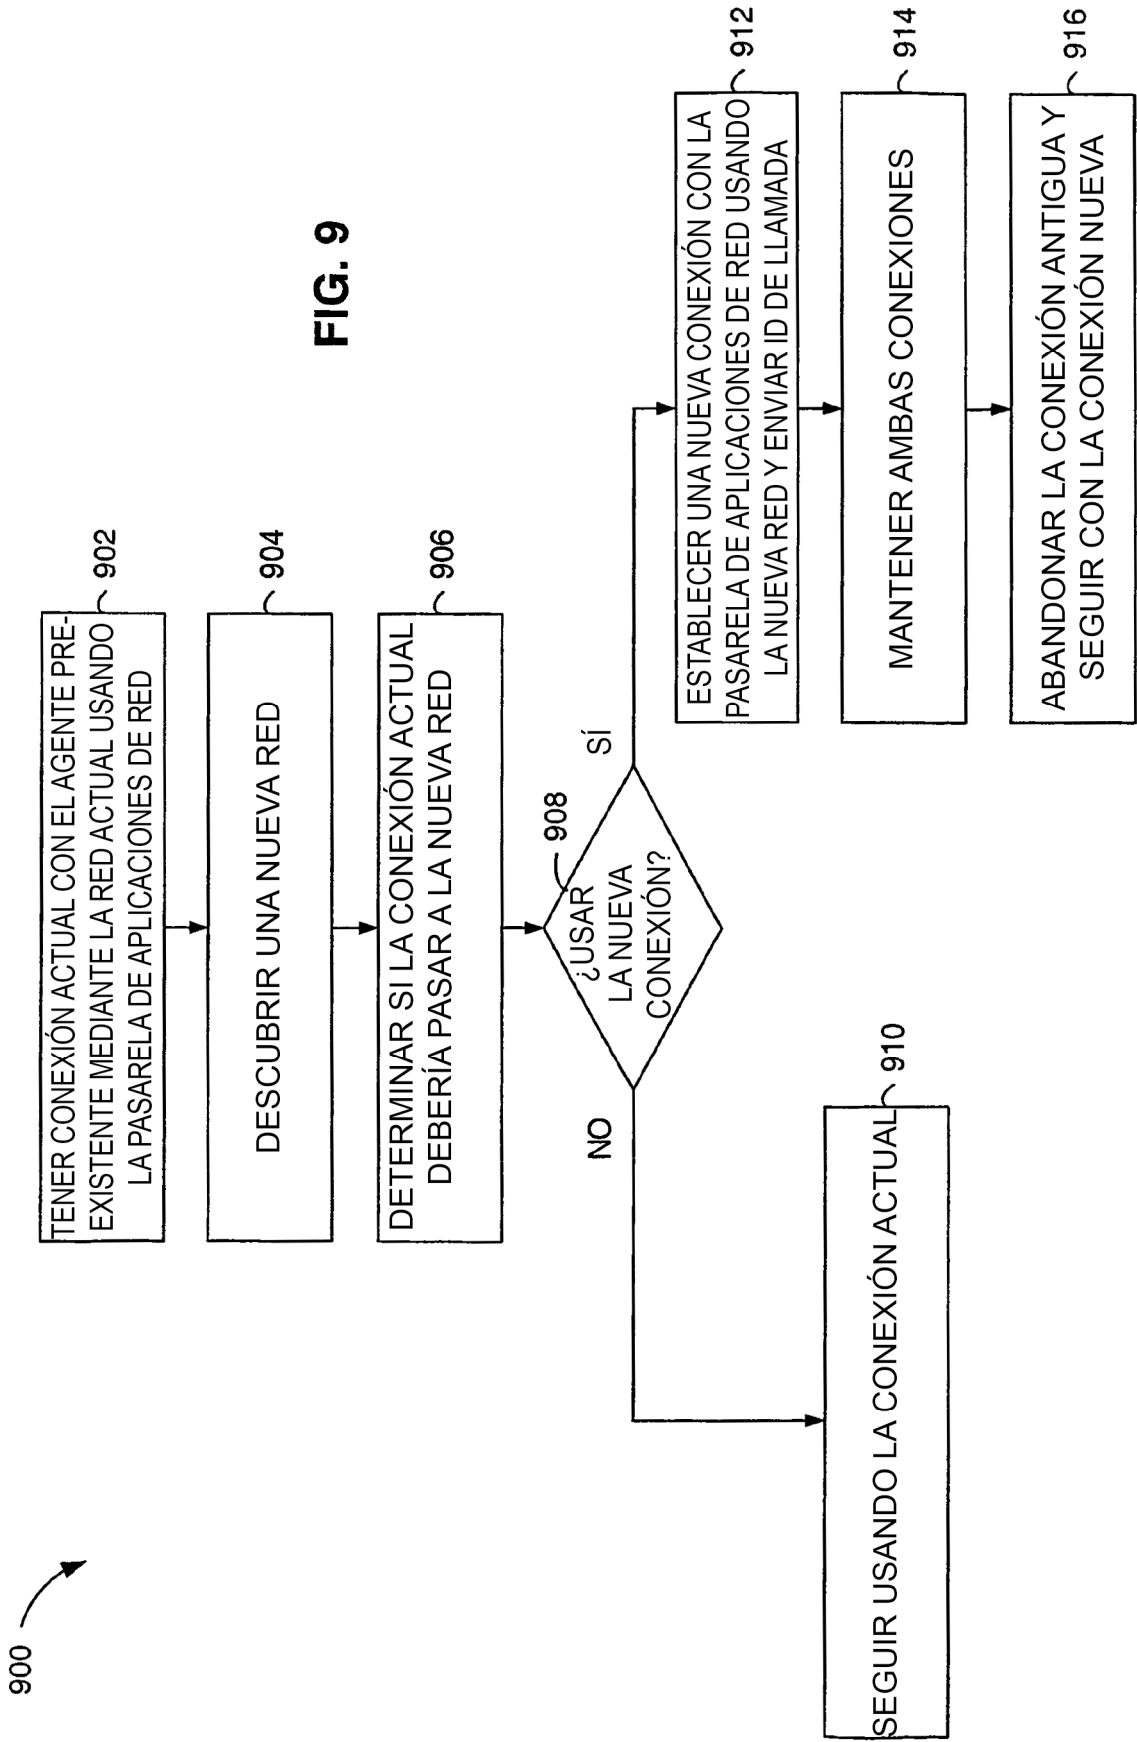 900
TENER CONEXIÓN ACTUAL CON EL AGENTE PRE-
EXISTENTE MEDIANTE LA RED ACTUAL USANDO
LA PASARELA DE APLICACIONES DE RED
902
DESCUBRIR UNA NUEVA RED
904
DETERMINAR SI LA CONEXIÓN ACTUAL
DEBERÍA PASAR A LA NUEVA RED
906
¿USAR
LA NUEVA
CONEXIÓN?
908
NO
SÍ
SEGUIR USANDO LA CONEXIÓN ACTUAL
910
ESTABLECER UNA NUEVA CONEXIÓN CON LA
PASARELA DE APLICACIONES DE RED USANDO
LA NUEVA RED Y ENVIAR ID DE LLAMADA
912
MANTENER AMBAS CONEXIONES
914
ABANDONAR LA CONEXIÓN ANTIGUA Y
SEGUIR CON LA CONEXIÓN NUEVA
916
FIG. 9